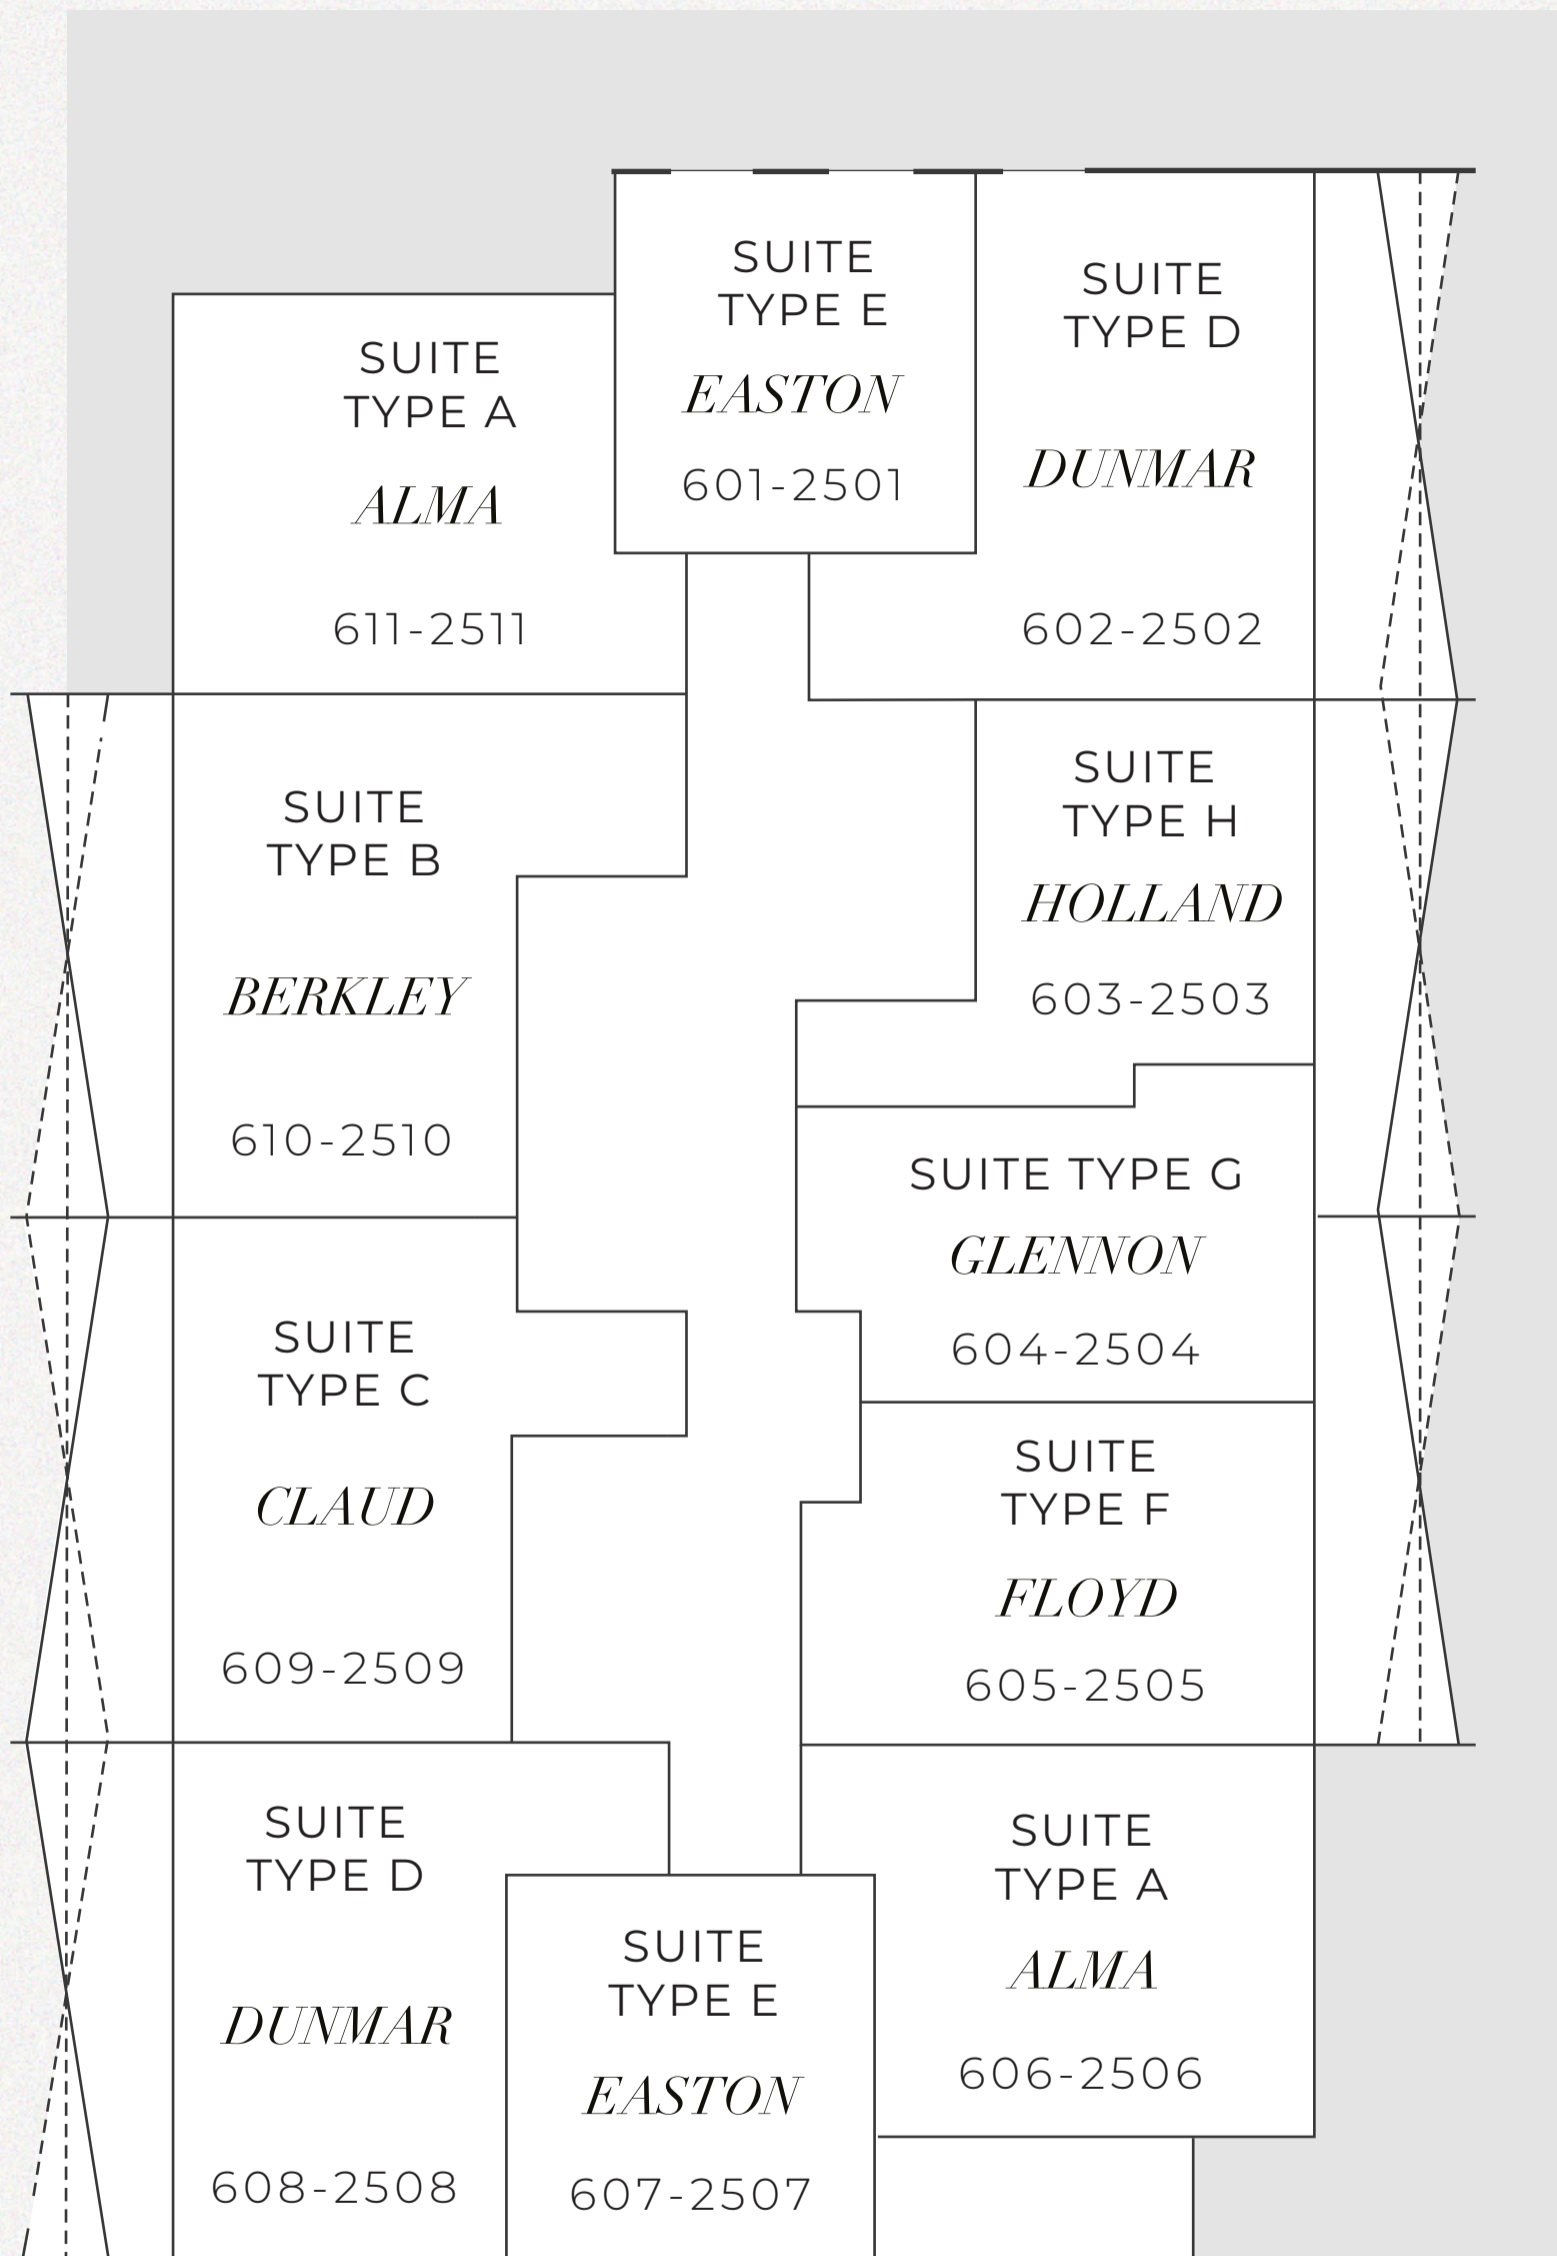 SUITE
TYPE E
EASTON
601-2501
SUITE
TYPE D
DUNMAR
602-2502
SUITE
TYPE A
ALMA
611-2511
SUITE
TYPE H
HOLLAND
603-2503
SUITE
TYPE B
BERKLEY
610-2510
SUITE TYPE G
GLENNON
604-2504
SUITE
TYPE C
CLAUD
609-2509
SUITE
TYPE F
FLOYD
605-2505
SUITE
TYPE D
DUNMAR
608-2508
SUITE
TYPE E
EASTON
607-2507
SUITE
TYPE A
ALMA
606-2506